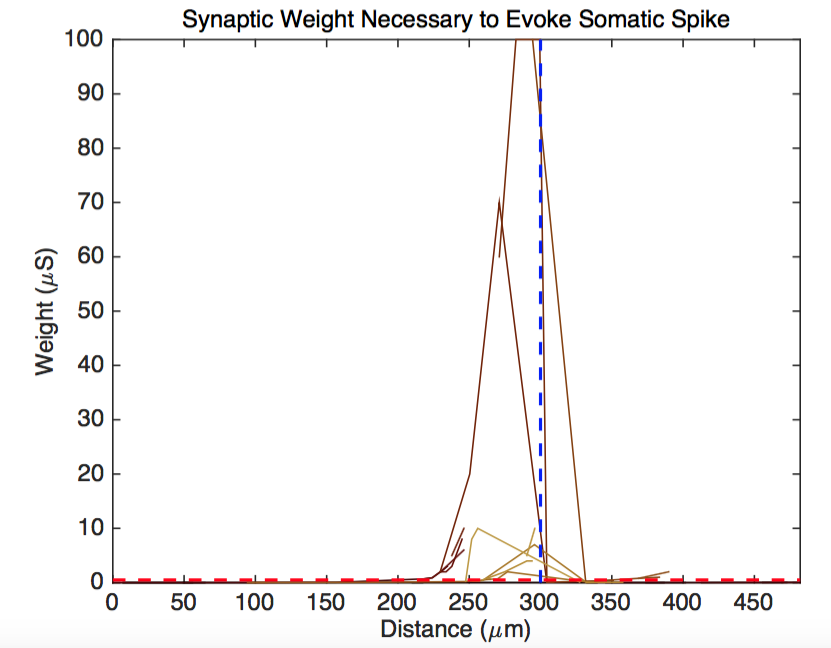 Synaptic Weight Necessary to Evoke Somatic Spike
100
90
80
70
60
50
40
30
20
10
0
Weight (μS)
0 50 100 150 200 250 300 350 400 450
Distance (μm)